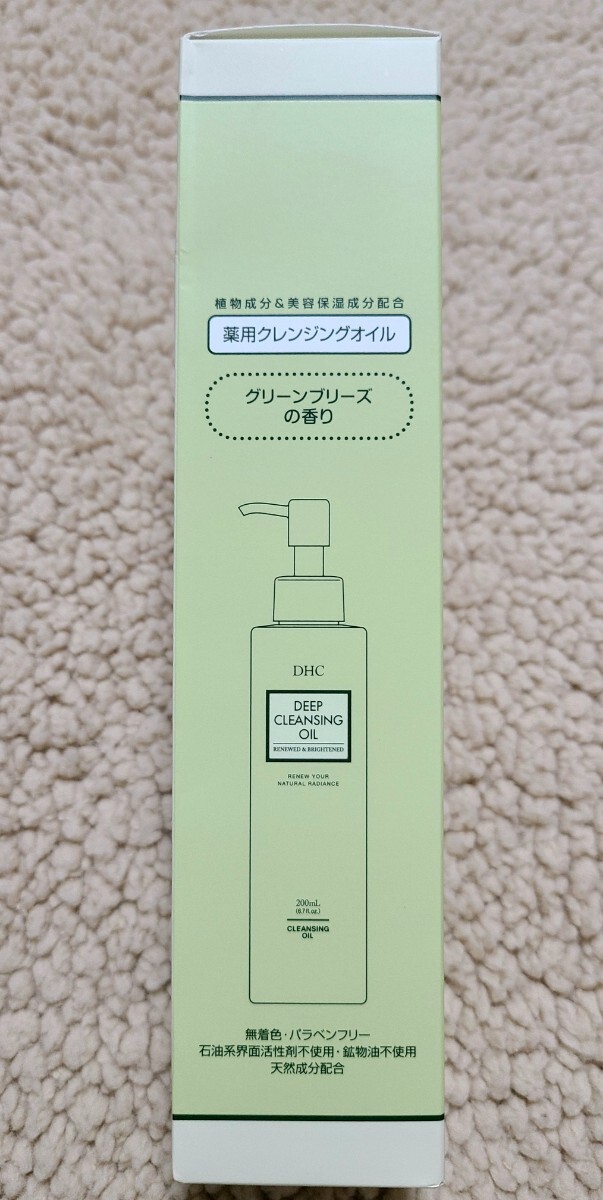 植物成分&美容保湿成分配合
薬用クレンジングオイル
グリーンブリーズ
の香り
DHC
DEEP
CLEANSING
OIL
RENEWED & BRIGHTENED
RENEW YOUR
NATURAL RADIANCE
200mL
(6.7fl.oz.)
CLEANSING
OIL
無着色・パラベンフリー
石油系界面活性剤不使用・鉱物油不使用
天然成分配合